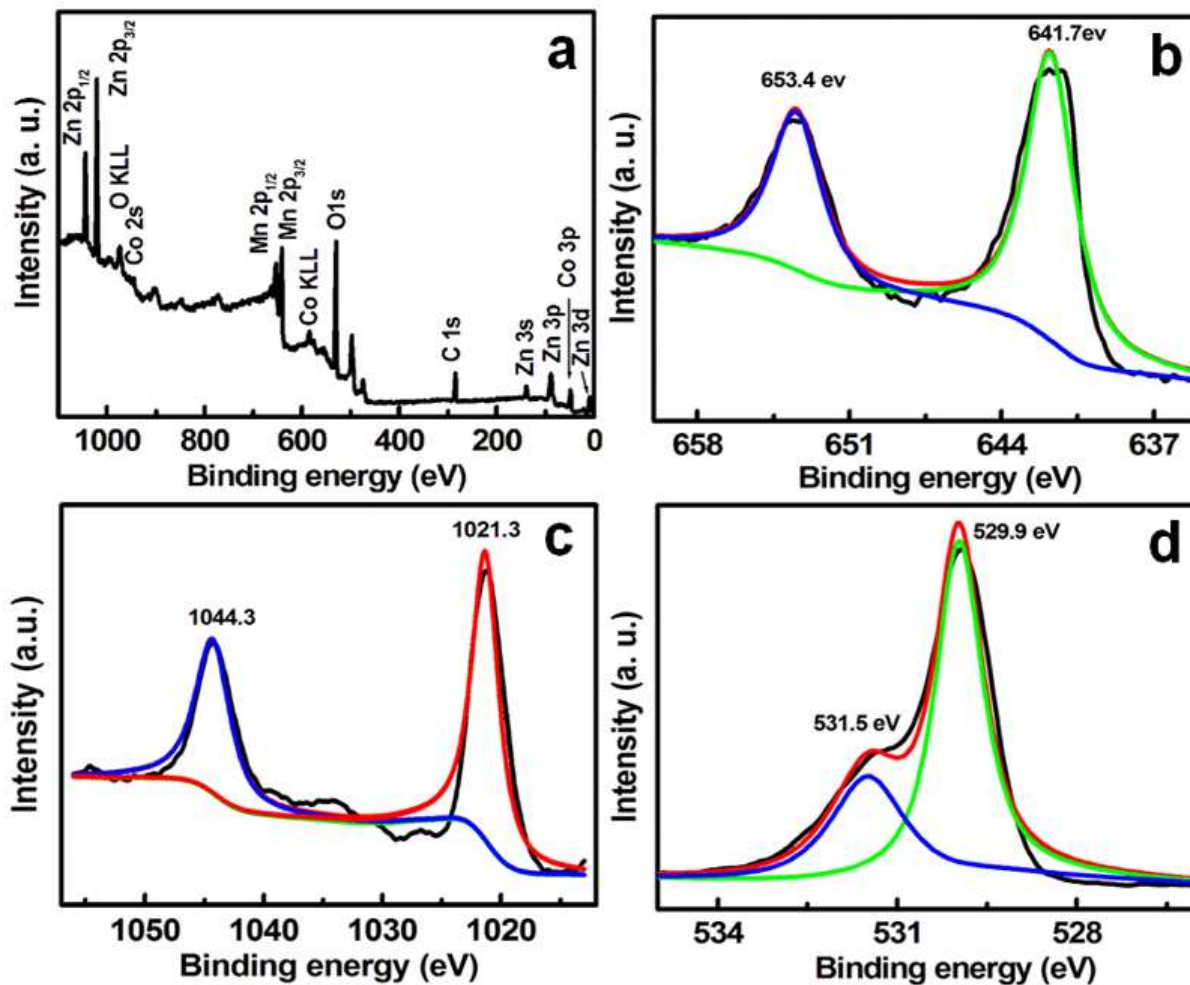 a
Zn 2p1/2
Zn 2p3/2
O KLL
Co 2s
Mn 2p1/2
Mn 2p3/2
Co KLL
O1s
C 1s
Zn 3s
Zn 3p
Co 3p
Zn 3d
Intensity (a. u.)
1000 800 600 400 200 0
Binding energy (eV)
b
641.7ev
653.4 ev
Intensity (a. u.)
658 651 644 637
Binding energy (eV)
c
1021.3
1044.3
Intensity (a.u.)
1050 1040 1030 1020
Binding energy (eV)
d
529.9 eV
531.5 eV
Intensity (a. u.)
534 531 528
Binding energy (eV)